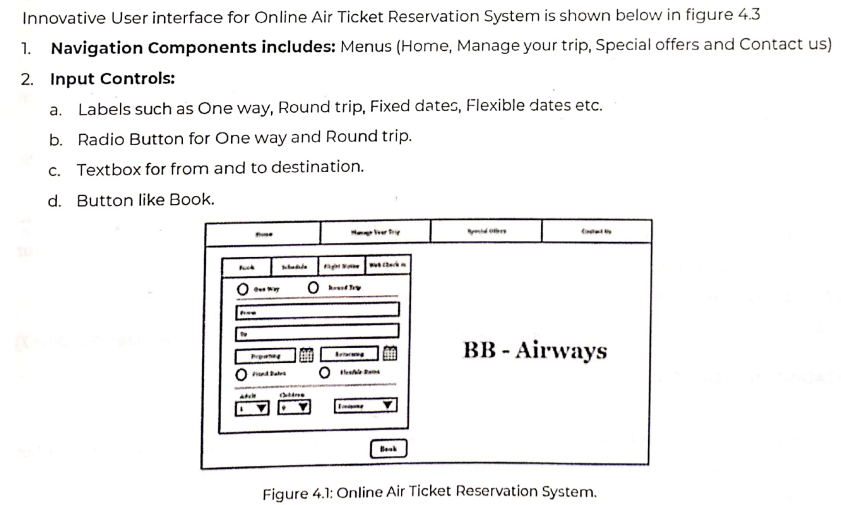 Innovative User interface for Online Air Ticket Reservation System is shown below in figure 4.3
1. Navigation Components includes: Menus (Home, Manage your trip, Special offers and Contact us)
2. Input Controls:
a. Labels such as One way, Round trip, Fixed dates, Flexible dates etc.
b. Radio Button for One way and Round trip.
c. Textbox for from and to destination.
d. Button like Book.
Home Manage Your Trip Special Offers Contact Us
Book Schedule Flight Status Web Check in
One Way Round Trip
From
To
BB - Airways
Departing Returning
Fixed Dates Flexible Dates
Adult Children
1 0 Economy
Book
Figure 4.1: Online Air Ticket Reservation System.